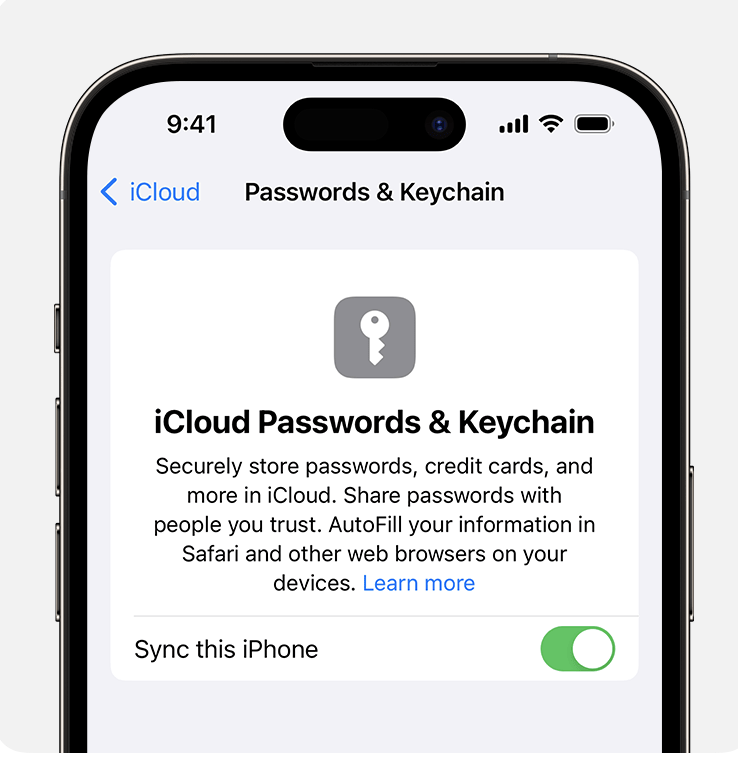 9:41
iCloud
Passwords & Keychain
iCloud Passwords & Keychain
Securely store passwords, credit cards, and
more in iCloud. Share passwords with
people you trust. AutoFill your information in
Safari and other web browsers on your
devices. Learn more
Sync this iPhone